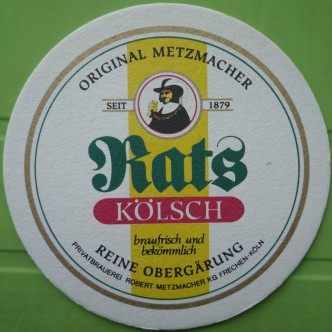 ORIGINAL METZMACHER
SEIT 1879
Rats
KÖLSCH
braufrisch und
bekömmlich
REINE OBERGÄRUNG
PRIVATBRAUEREI ROBERT METZMACHER KG FRECHEN-KÖLN